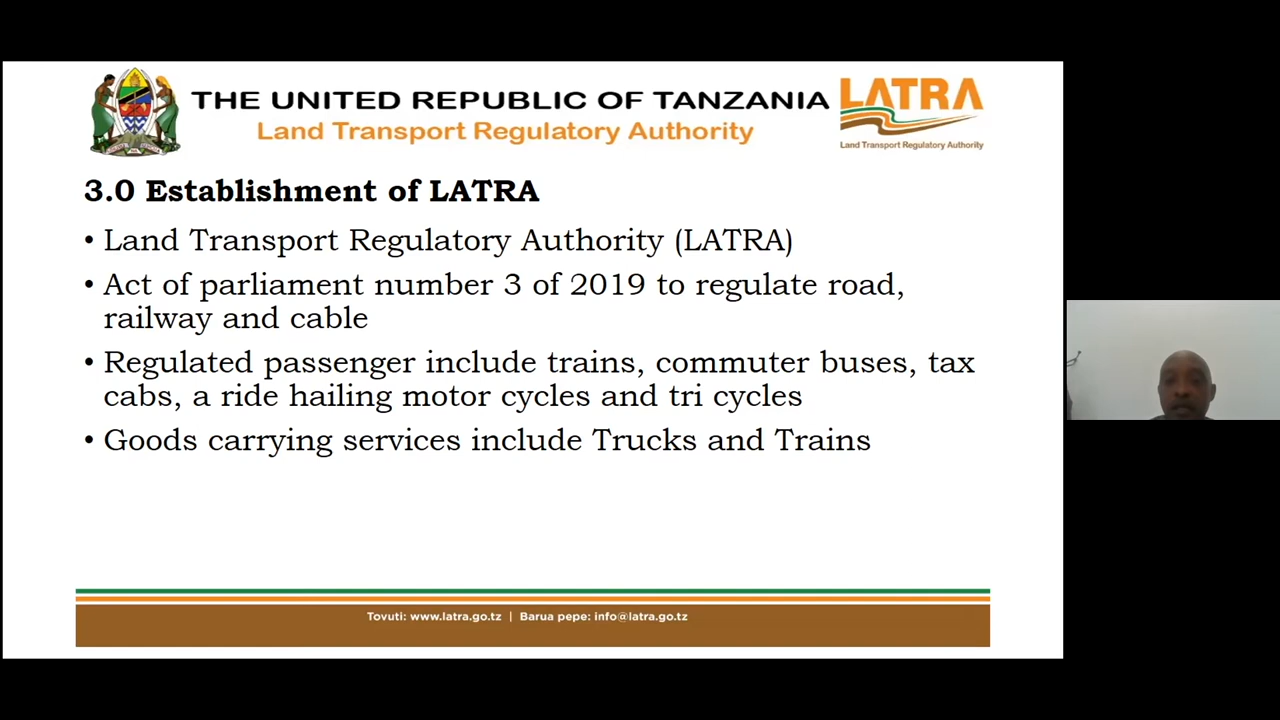 THE UNITED REPUBLIC OF TANZANIA
Land Transport Regulatory Authority
LATRA
Land Transport Regulatory Authority
3.0 Establishment of LATRA
• Land Transport Regulatory Authority (LATRA)
• Act of parliament number 3 of 2019 to regulate road,
railway and cable
• Regulated passenger include trains, commuter buses, tax
cabs, a ride hailing motor cycles and tri cycles
• Goods carrying services include Trucks and Trains
Tovuti: www.latra.go.tz | Barua pepe: info@latra.go.tz